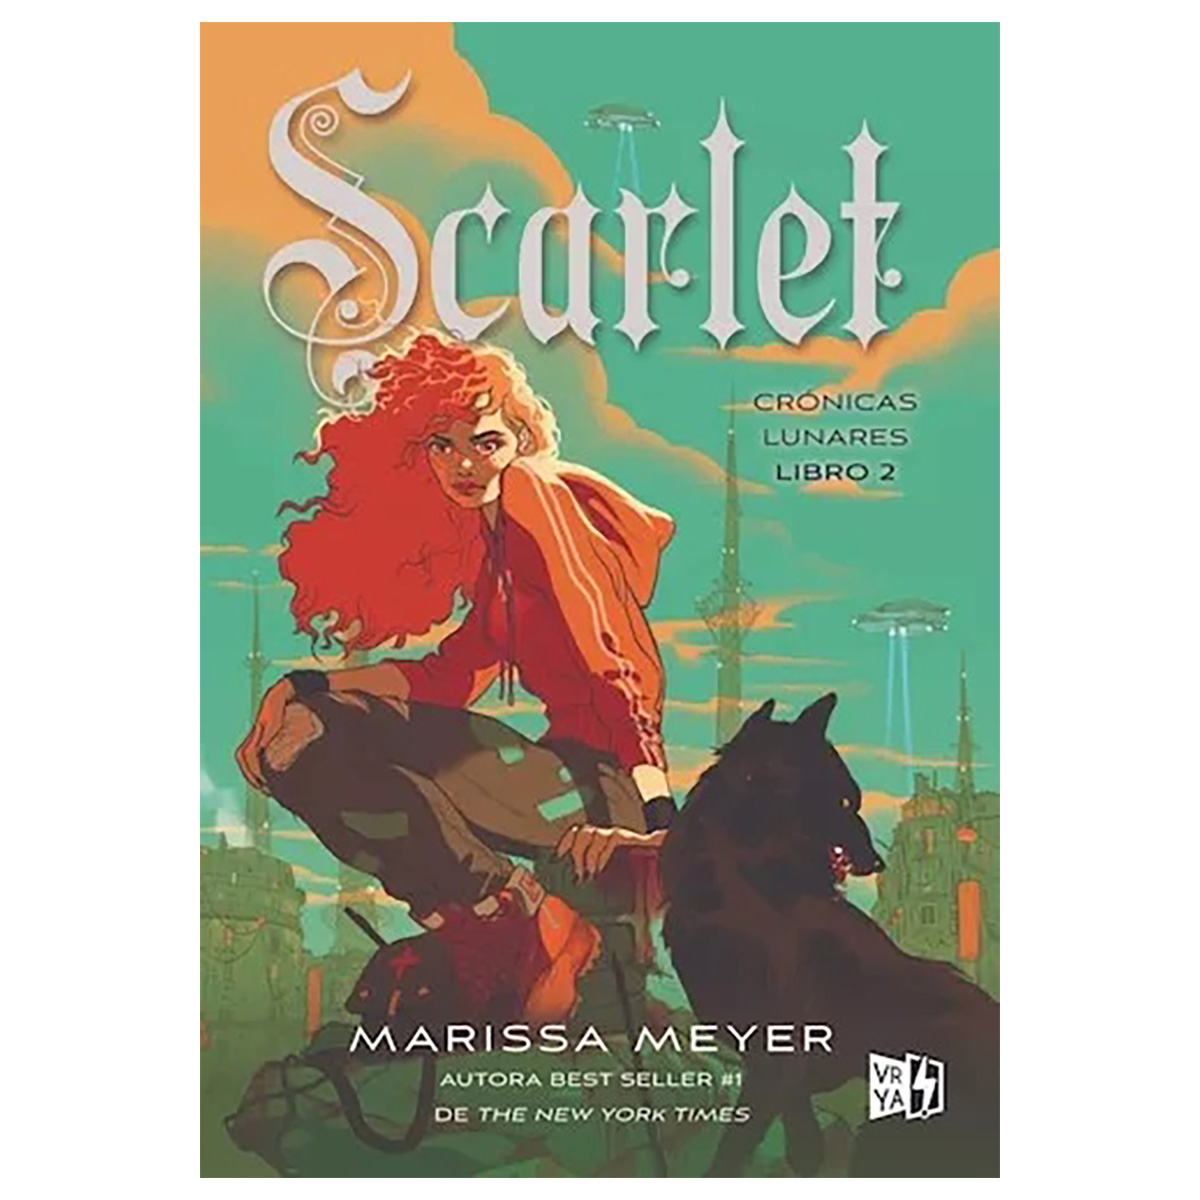 Scarlet
CRÓNICAS
LUNARES
LIBRO 2
MARISSA MEYER
AUTORA BEST SELLER #1
DE THE NEW YORK TIMES
VR
YA